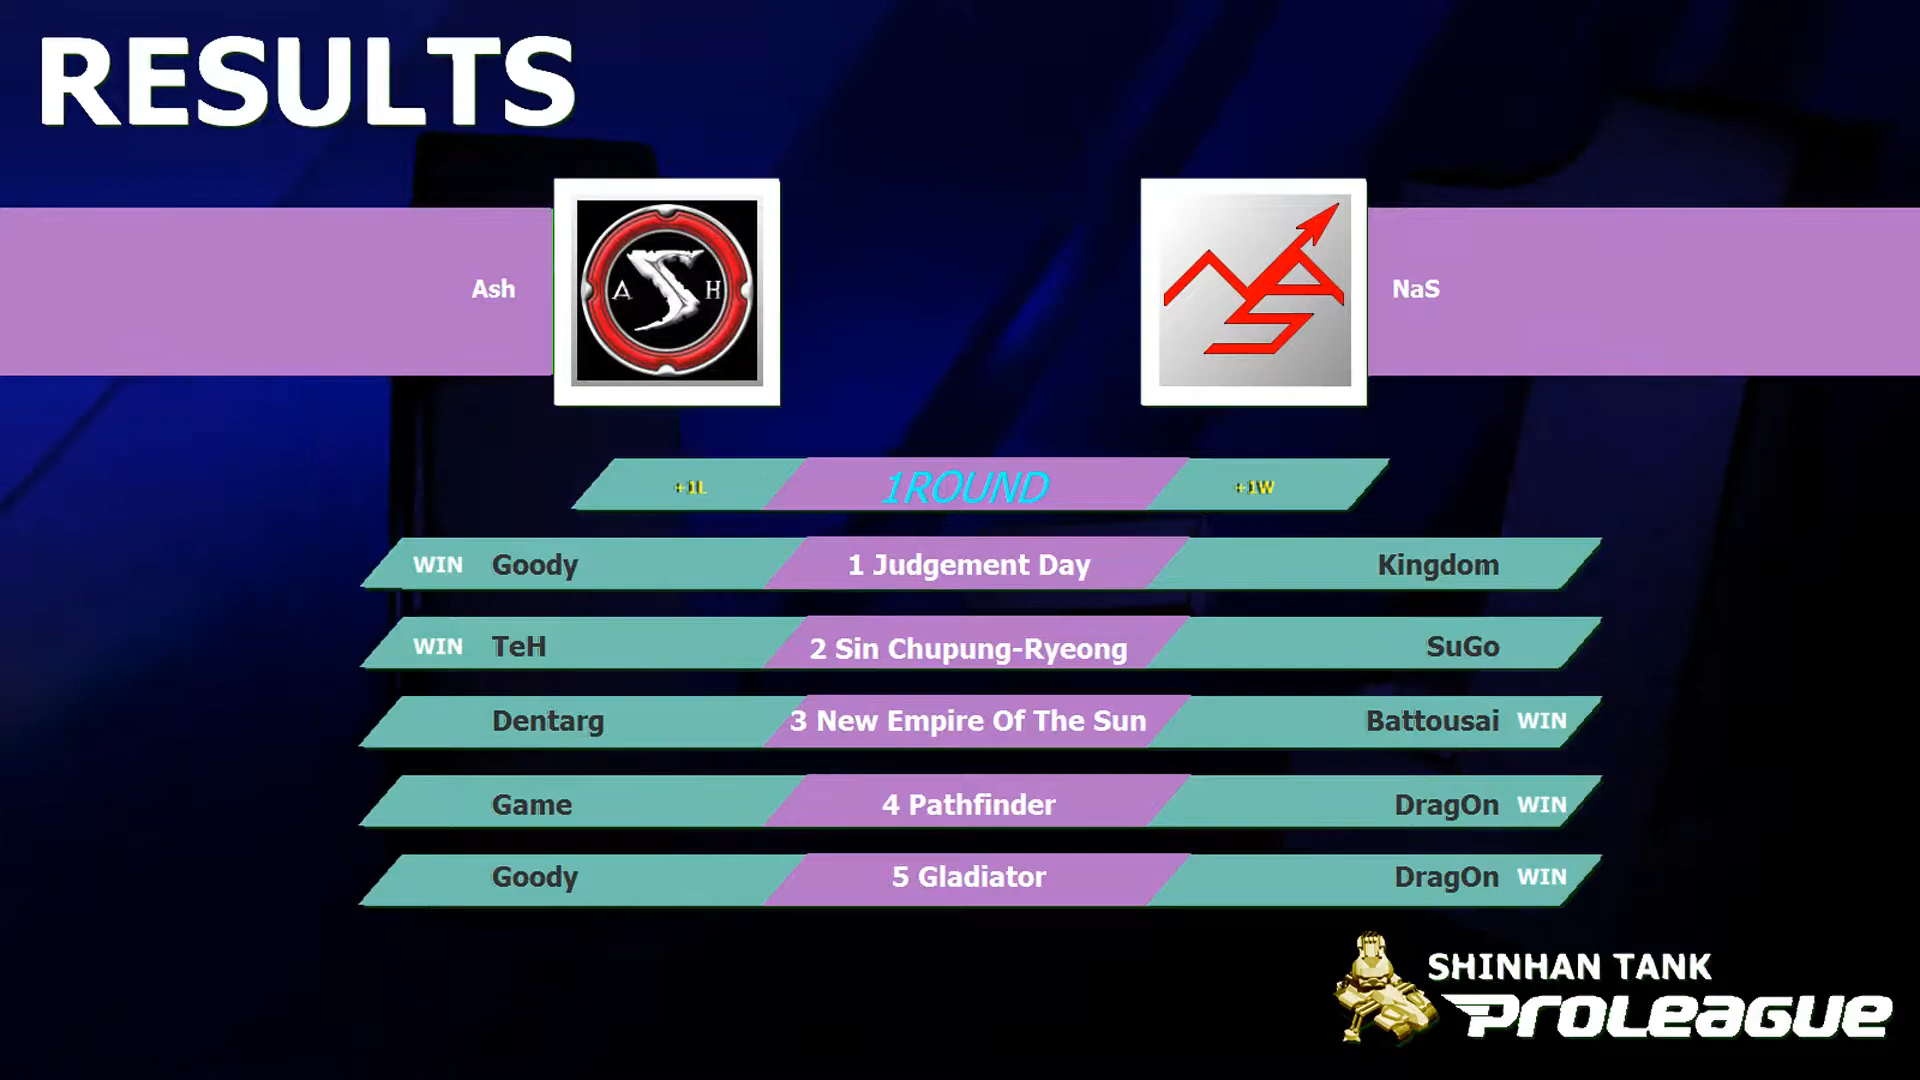 RESULTS
Ash
A S H
NAS
NaS
+1L 1ROUND +1W
WIN Goody 1 Judgement Day Kingdom
WIN TeH 2 Sin Chupung-Ryeong SuGo
Dentarg 3 New Empire Of The Sun Battousai WIN
Game 4 Pathfinder DragOn WIN
Goody 5 Gladiator DragOn WIN
SHINHAN TANK
PROLEAGUE